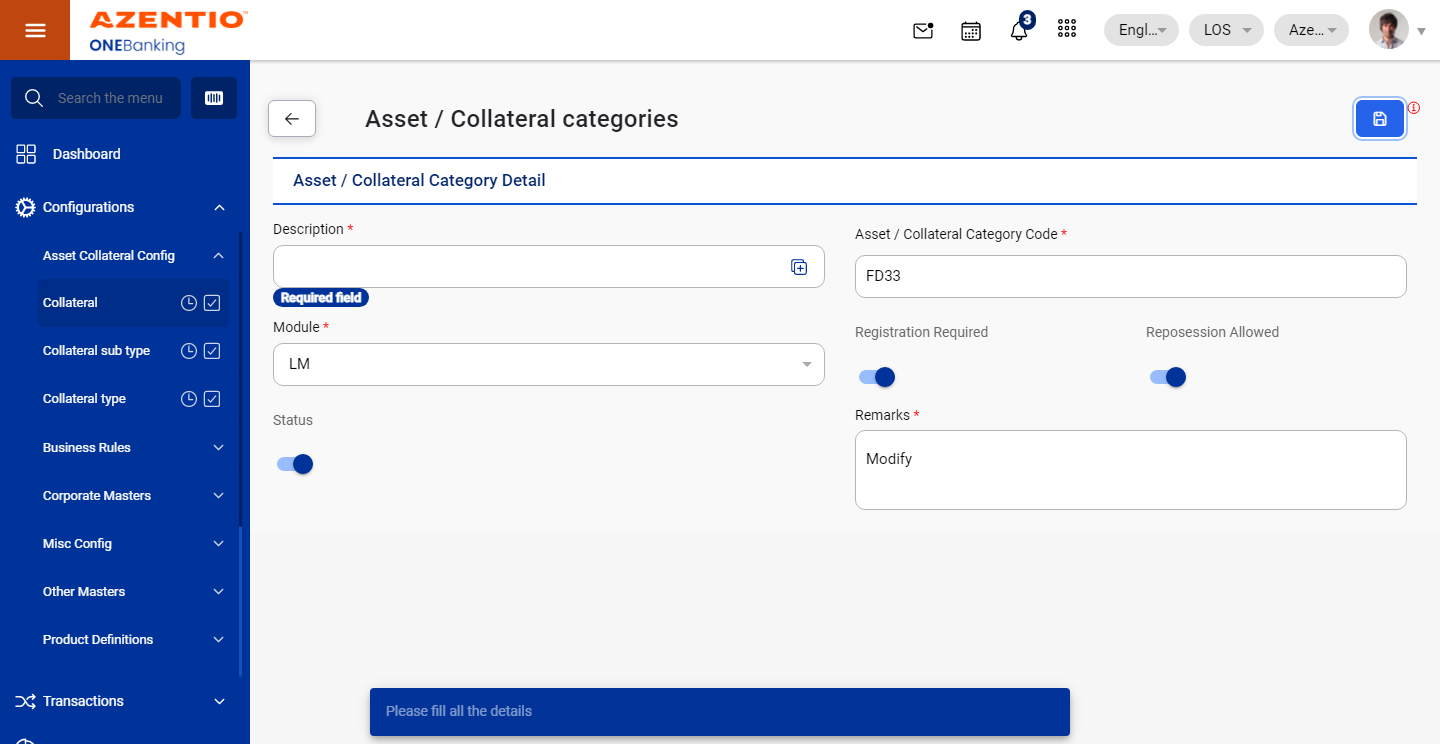 AZENTIO™
ONEBanking
3
Engl...
LOS
Aze...
Search the menu
Dashboard
Configurations
Asset Collateral Config
Collateral
Collateral sub type
Collateral type
Business Rules
Corporate Masters
Misc Config
Other Masters
Product Definitions
Transactions
Asset / Collateral categories
Asset / Collateral Category Detail
Description *
Required field
Module *
LM
Status
Asset / Collateral Category Code *
FD33
Registration Required
Reposession Allowed
Remarks *
Modify
Please fill all the details